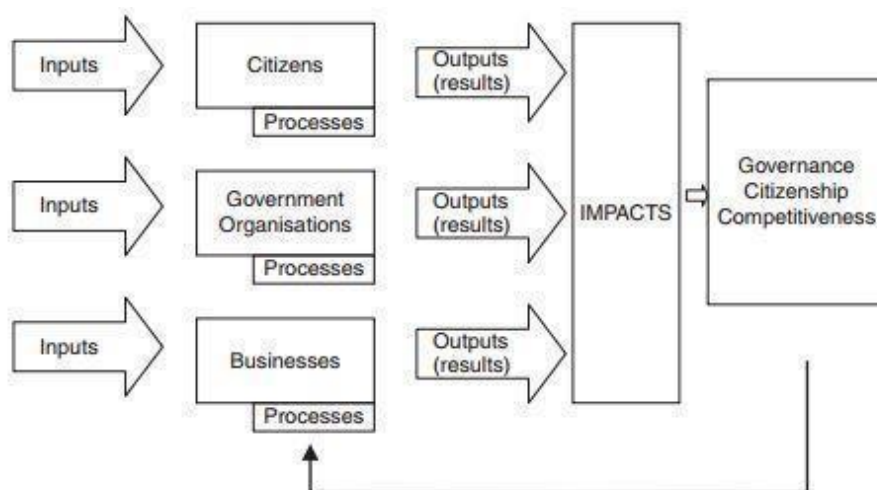 Inputs
Citizens
Processes
Outputs
(results)
Inputs
Government
Organisations
Processes
Outputs
(results)
IMPACTS
Governance
Citizenship
Competitiveness
Inputs
Businesses
Processes
Outputs
(results)